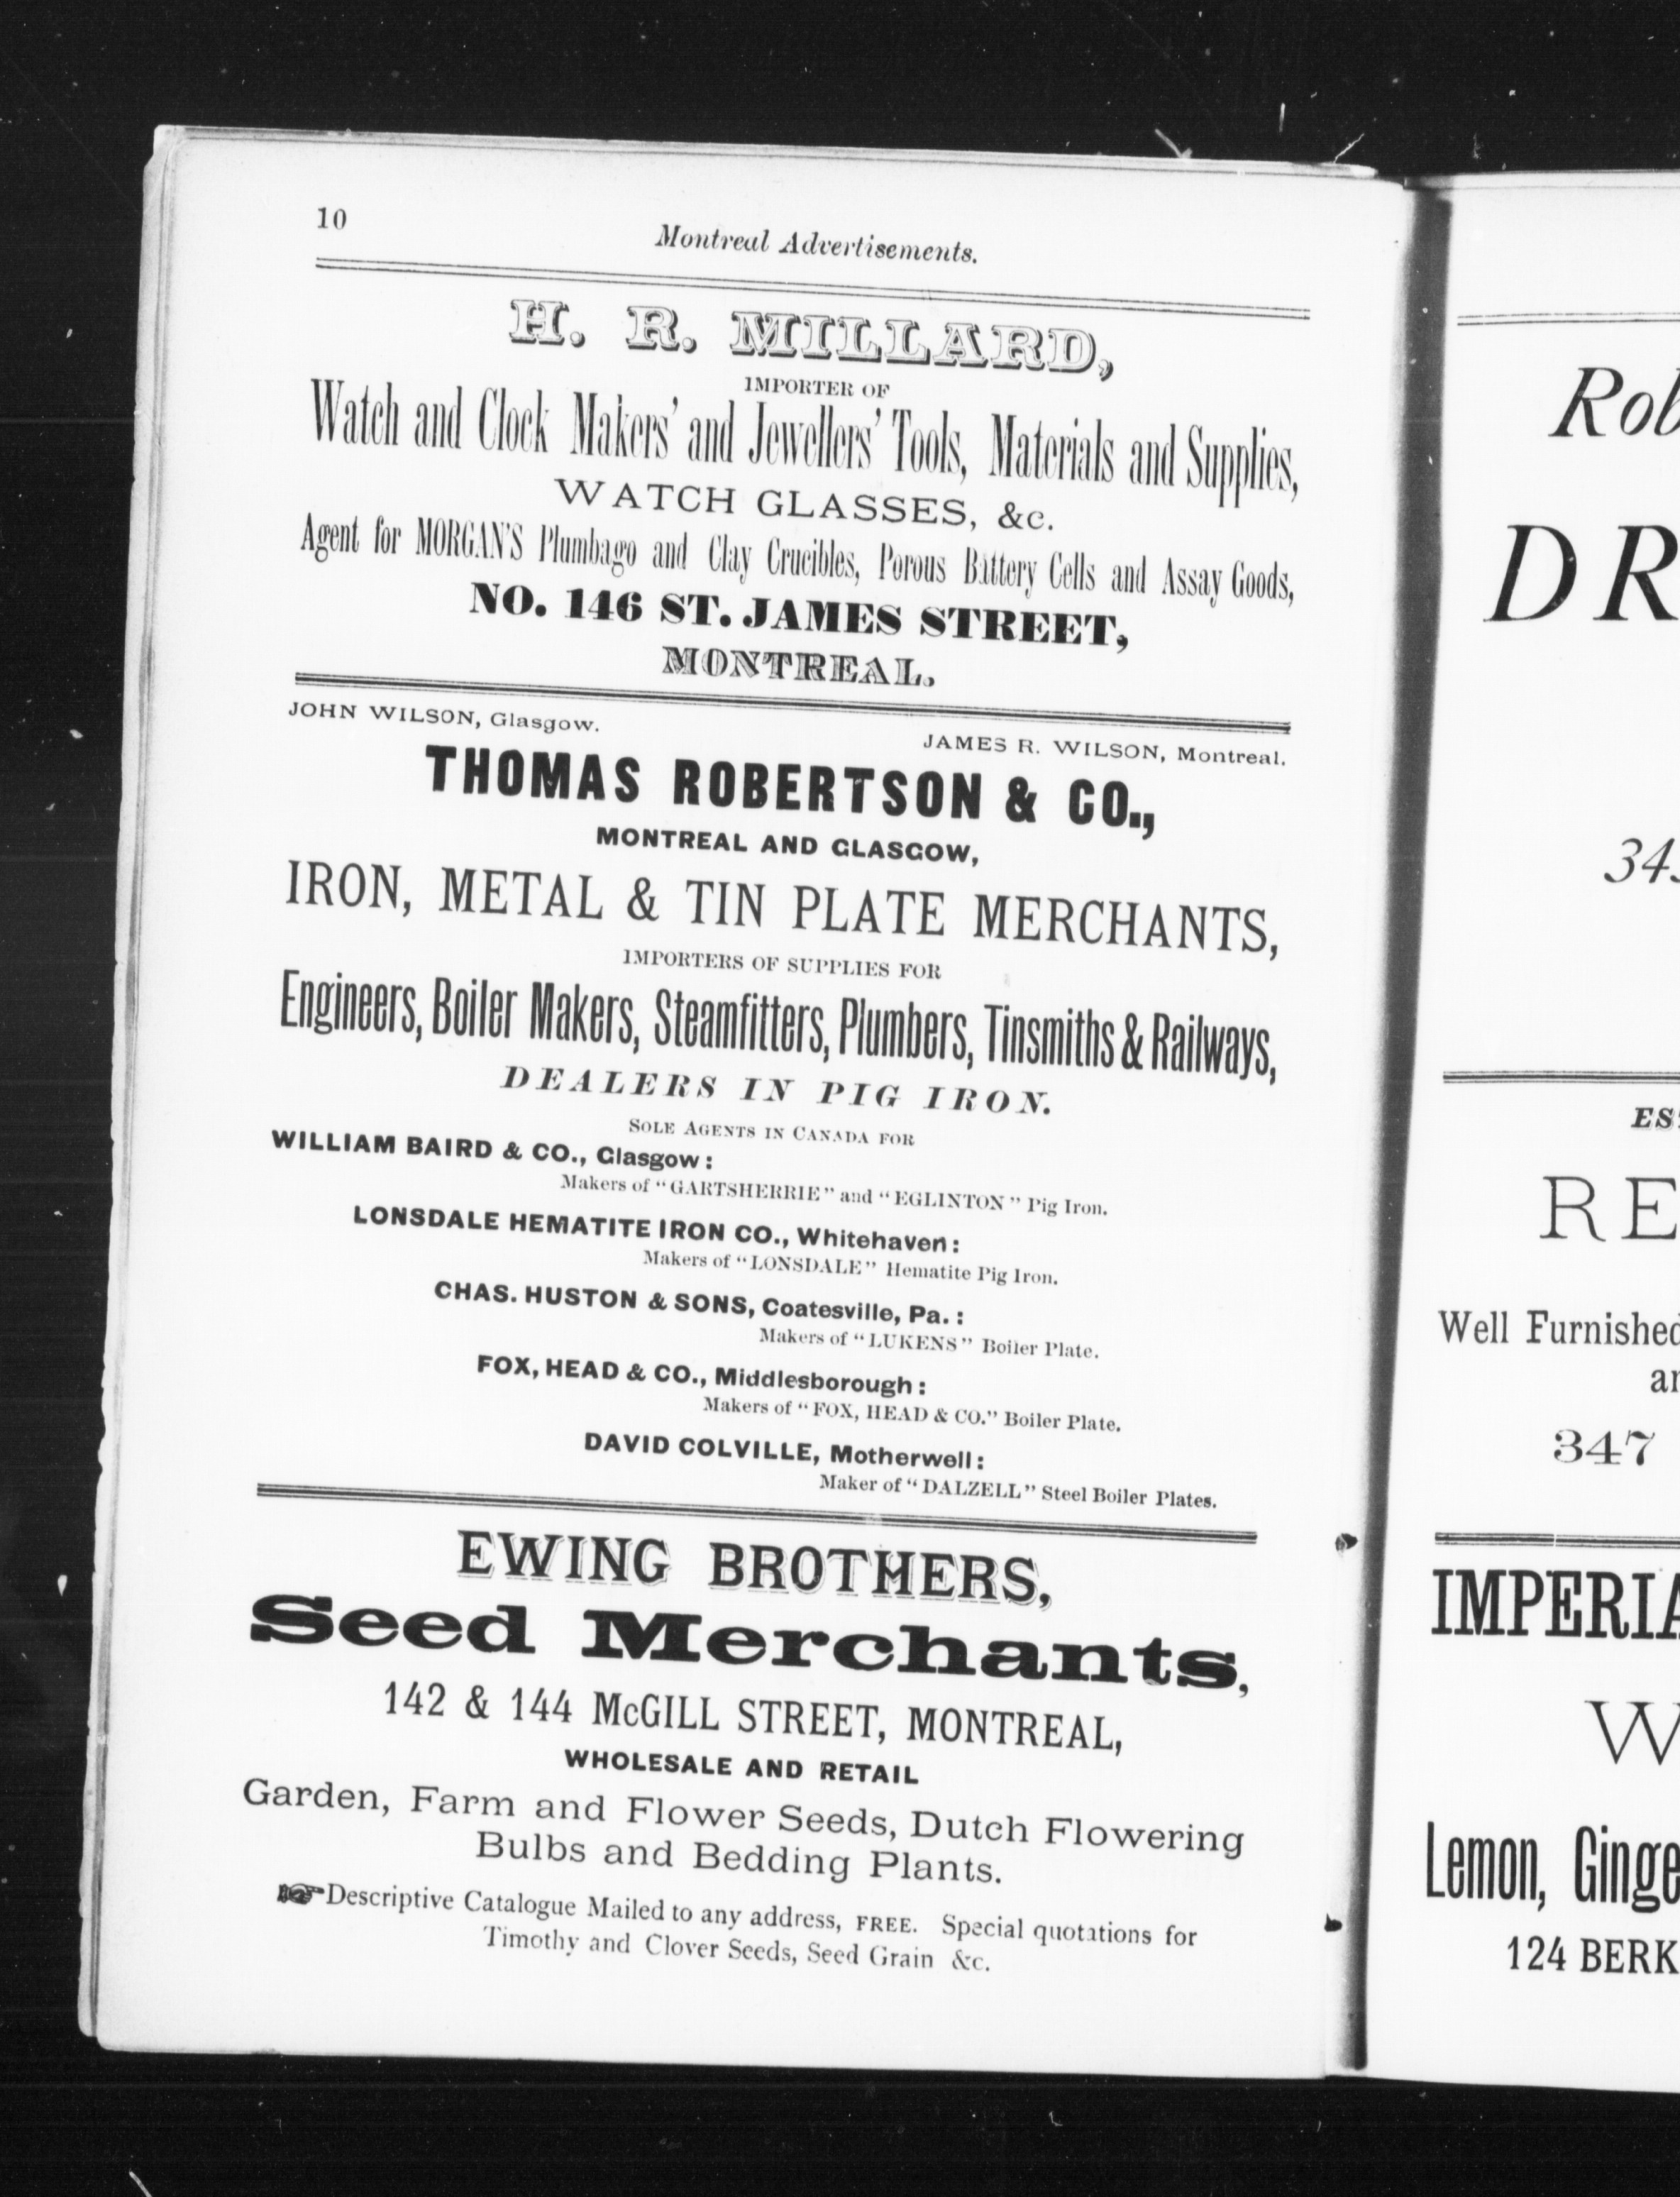 10
Montreal Advertisements.
H. R. MILLARD,
IMPORTER OF
Watch and Clock Makers' and Jewellers' Tools, Materials and Supplies,
WATCH GLASSES, &c.
Agent for MORGAN'S Plumbago and Clay Crucibles, Porous Battery Cells and Assay Goods,
NO. 146 ST. JAMES STREET,
MONTREAL.
JOHN WILSON, Glasgow.
JAMES R. WILSON, Montreal.
THOMAS ROBERTSON & CO.,
MONTREAL AND GLASGOW,
IRON, METAL & TIN PLATE MERCHANTS,
IMPORTERS OF SUPPLIES FOR
Engineers, Boiler Makers, Steamfitters, Plumbers, Tinsmiths & Railways,
DEALERS IN PIG IRON.
SOLE AGENTS IN CANADA FOR
WILLIAM BAIRD & CO., Glasgow:
Makers of "GARTSHERRIE" and "EGLINTON" Pig Iron.
LONSDALE HEMATITE IRON CO., Whitehaven:
Makers of "LONSDALE" Hematite Pig Iron.
CHAS. HUSTON & SONS, Coatesville, Pa.:
Makers of "LUKENS" Boiler Plate.
FOX, HEAD & CO., Middlesborough:
Makers of "FOX, HEAD & CO." Boiler Plate.
DAVID COLVILLE, Motherwell:
Maker of "DALZELL" Steel Boiler Plates.
EWING BROTHERS,
Seed Merchants,
142 & 144 McGILL STREET, MONTREAL,
WHOLESALE AND RETAIL
Garden, Farm and Flower Seeds, Dutch Flowering
Bulbs and Bedding Plants.
Descriptive Catalogue Mailed to any address, FREE. Special quotations for
Timothy and Clover Seeds, Seed Grain &c.
Rob
DR
34
ES
RE
Well Furnished
an
347
IMPERIA
W
Lemon, Ginge
124 BERK